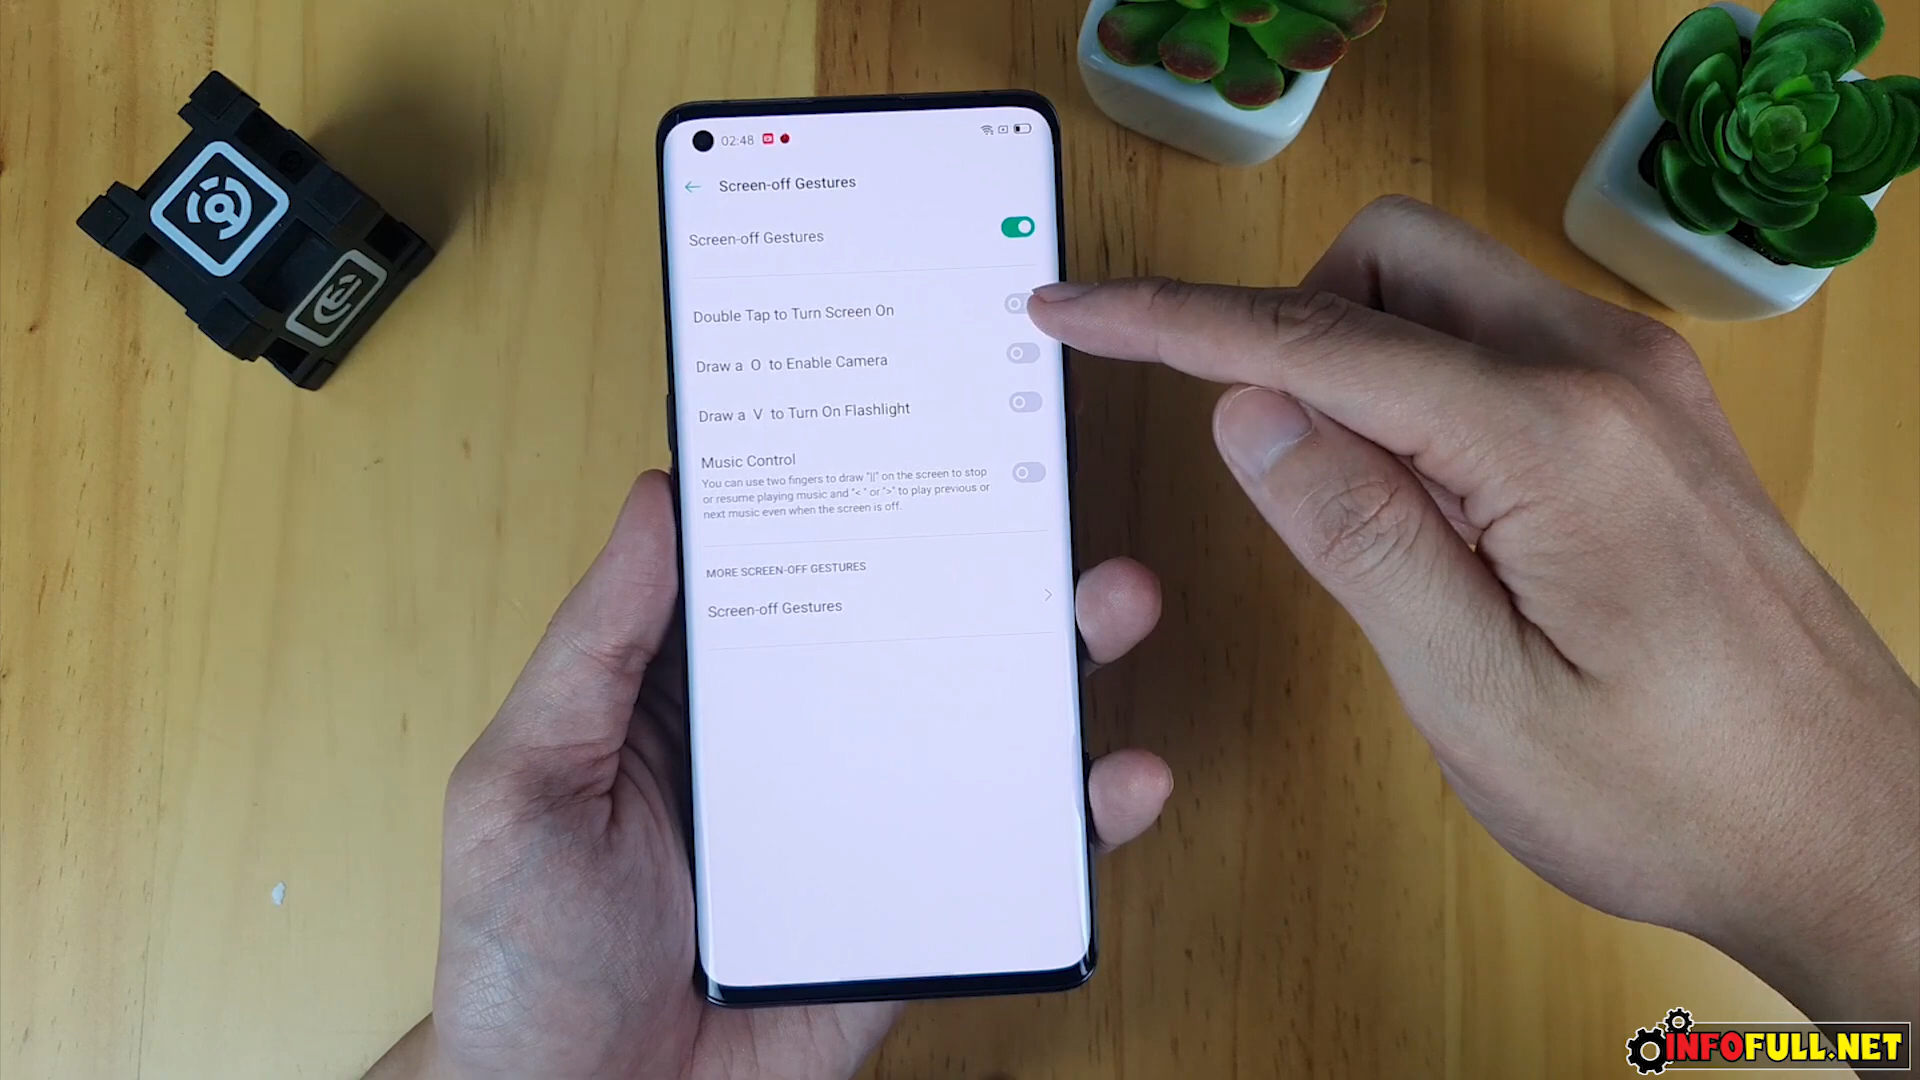 02:48
Screen-off Gestures
Screen-off Gestures
Double Tap to Turn Screen On
Draw a O to Enable Camera
Draw a V to Turn On Flashlight
Music Control
You can use two fingers to draw "||" on the screen to stop
or resume playing music and "<" or ">" to play previous or
next music even when the screen is off.
MORE SCREEN-OFF GESTURES
Screen-off Gestures
INFOFULL.NET